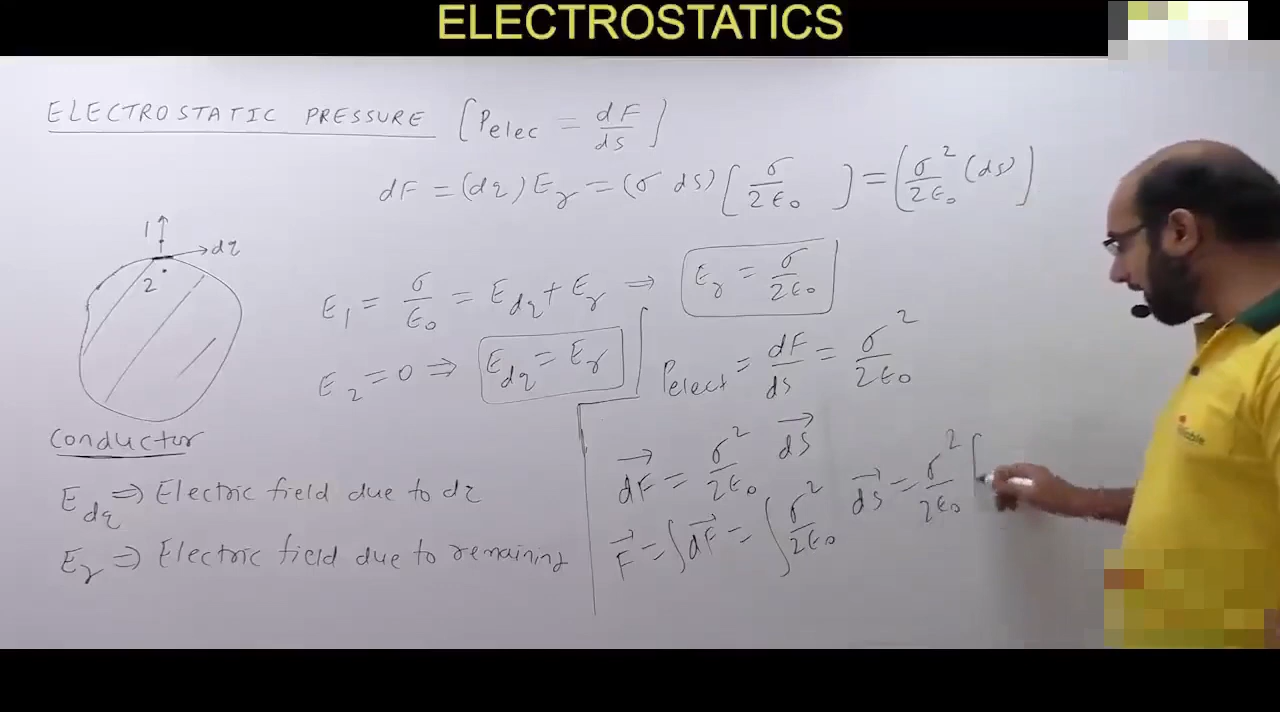 ELECTROSTATICS
ELECTROSTATIC PRESSURE [Pelec = dF/ds]
dF = (dq) Er = (σ ds) [σ/2ε₀] = (σ²/2ε₀ (ds))
1
dq
2
E₁ = σ/ε₀ = Edq + Er ⇒ Er = σ/2ε₀
E₂ = 0 ⇒ Edq = Er
Pelect = dF/ds = σ²/2ε₀
Conductor
Edq ⇒ Electric field due to dq
Er ⇒ Electric field due to remaining
dF⃗ = σ²/2ε₀ ds⃗
F⃗ = ∫dF⃗ = ∫σ²/2ε₀ ds⃗ = σ²/2ε₀ ∫